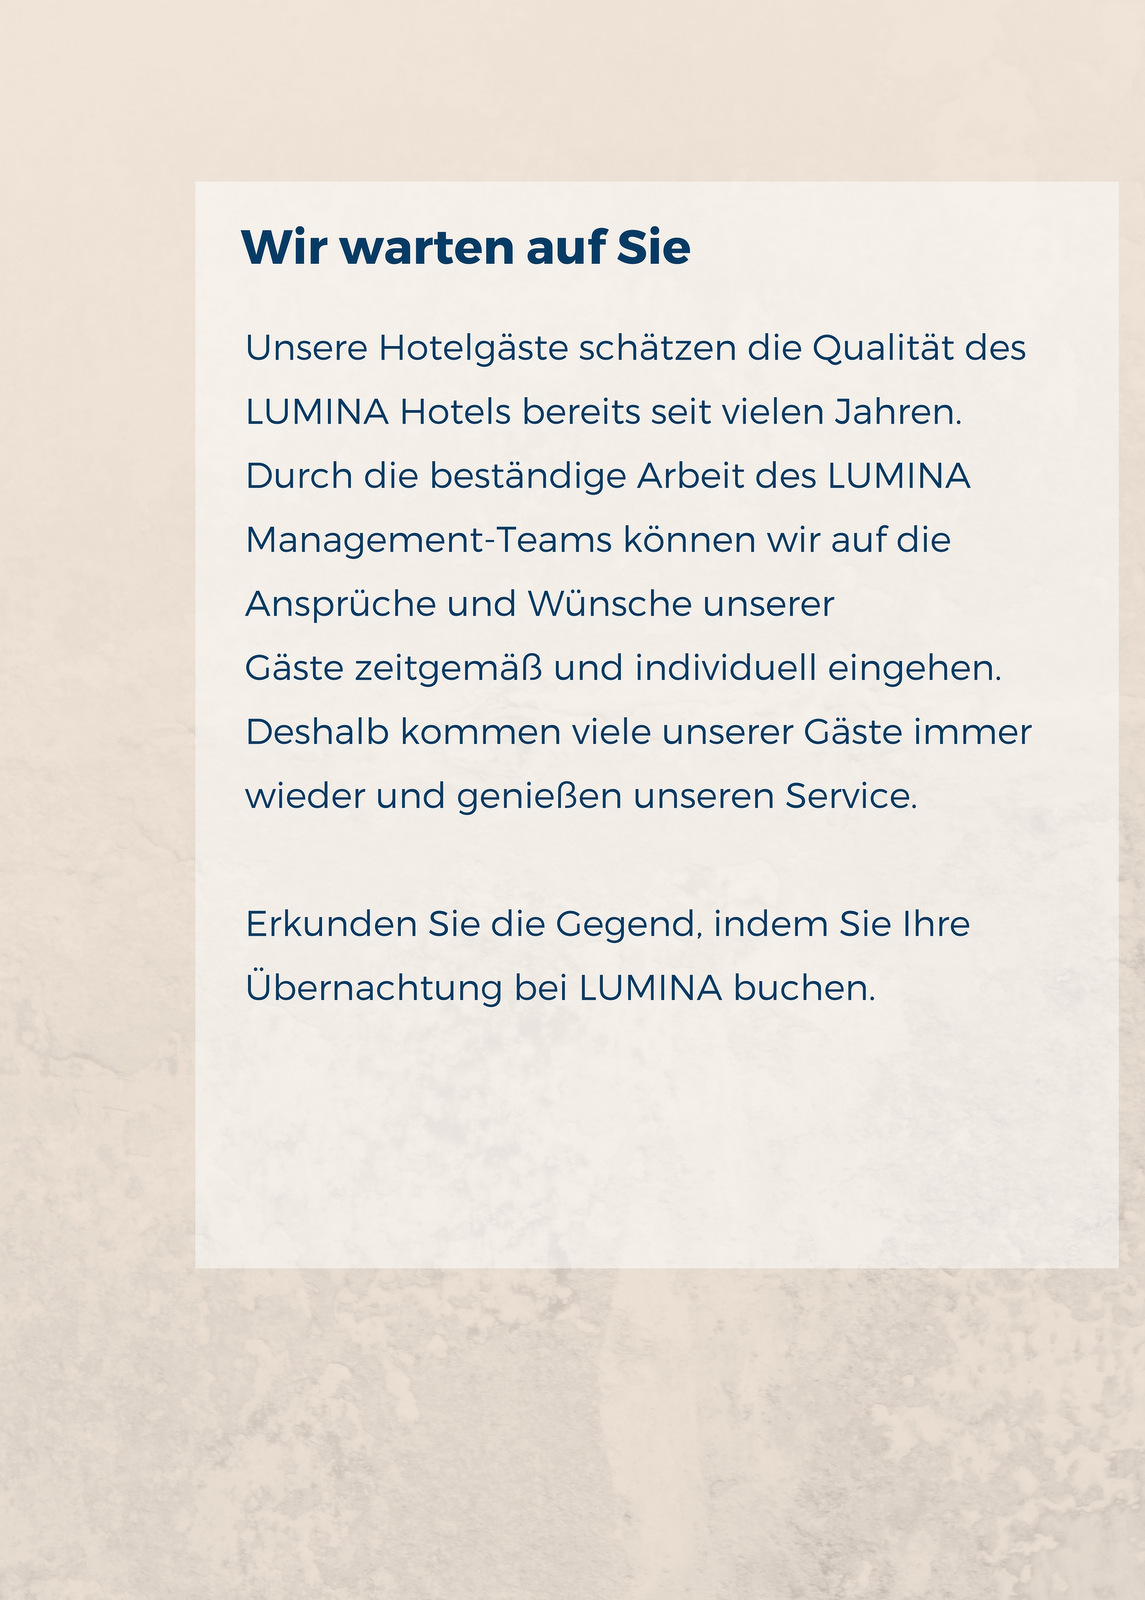 Wir warten auf Sie
Unsere Hotelgäste schätzen die Qualität des
LUMINA Hotels bereits seit vielen Jahren.
Durch die beständige Arbeit des LUMINA
Management-Teams können wir auf die
Ansprüche und Wünsche unserer
Gäste zeitgemäß und individuell eingehen.
Deshalb kommen viele unserer Gäste immer
wieder und genießen unseren Service.
Erkunden Sie die Gegend, indem Sie Ihre
Übernachtung bei LUMINA buchen.